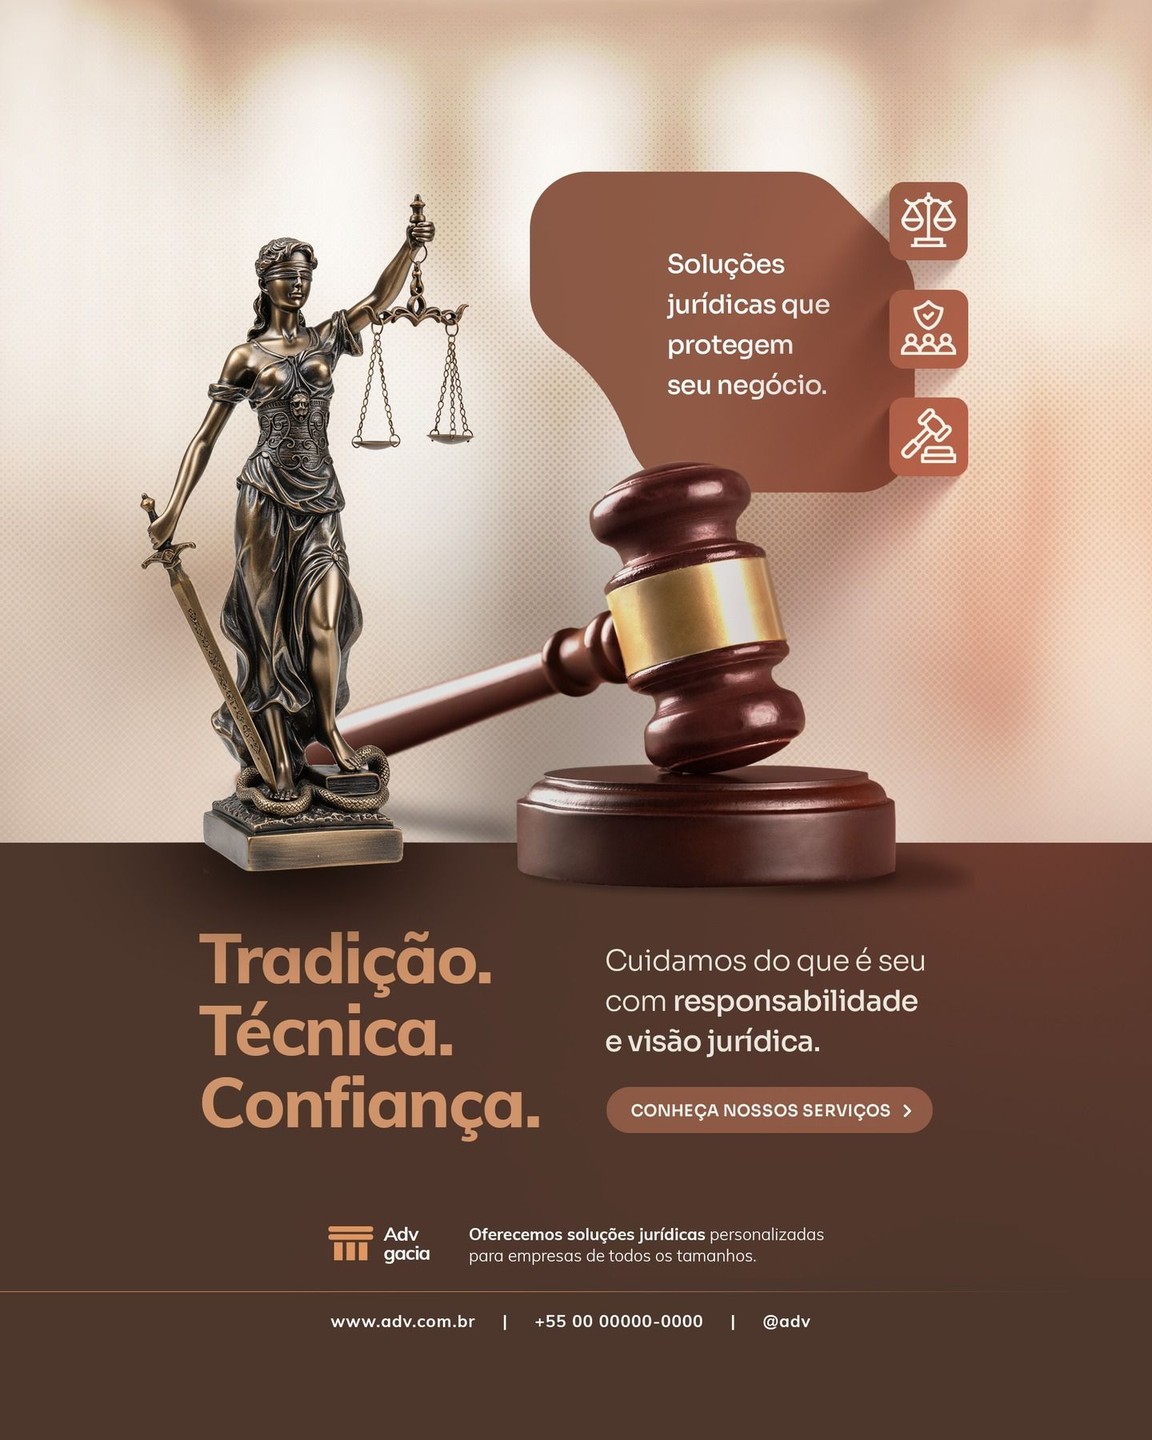 Soluções
jurídicas que
protegem
seu negócio.
Tradição.
Técnica.
Confiança.
Cuidamos do que é seu
com responsabilidade
e visão jurídica.
CONHEÇA NOSSOS SERVIÇOS
Adv
gacia
Oferecemos soluções jurídicas personalizadas
para empresas de todos os tamanhos.
www.adv.com.br | +55 00 00000-0000 | @adv